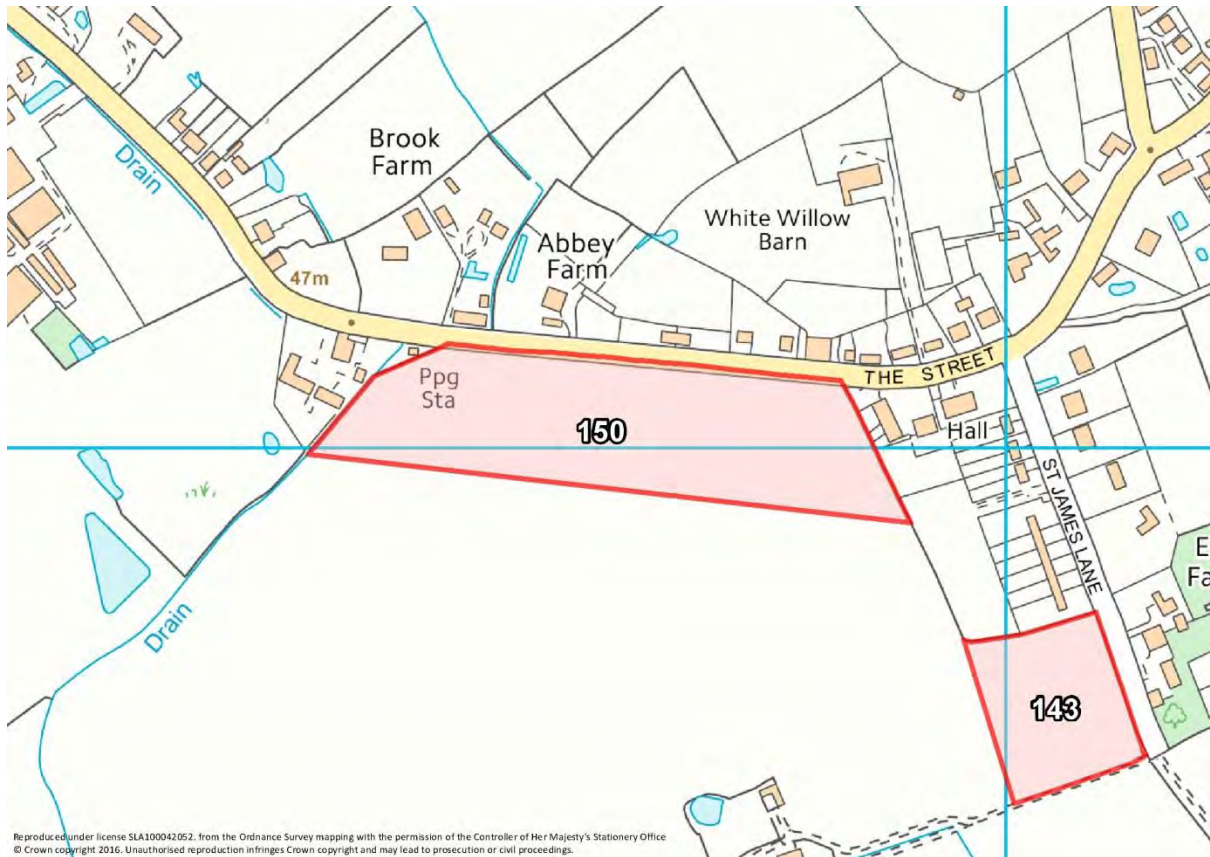 Drain
Brook
Farm
47m
Abbey
Farm
White Willow
Barn
THE STREET
Ppg
Sta
150
Hall
ST JAMES LANE
E
Fa
Drain
143
Reproduced under license SLA100042052. from the Ordnance Survey mapping with the permission of the Controller of Her Majesty's Stationery Office
© Crown copyright 2016. Unauthorised reproduction infringes Crown copyright and may lead to prosecution or civil proceedings.